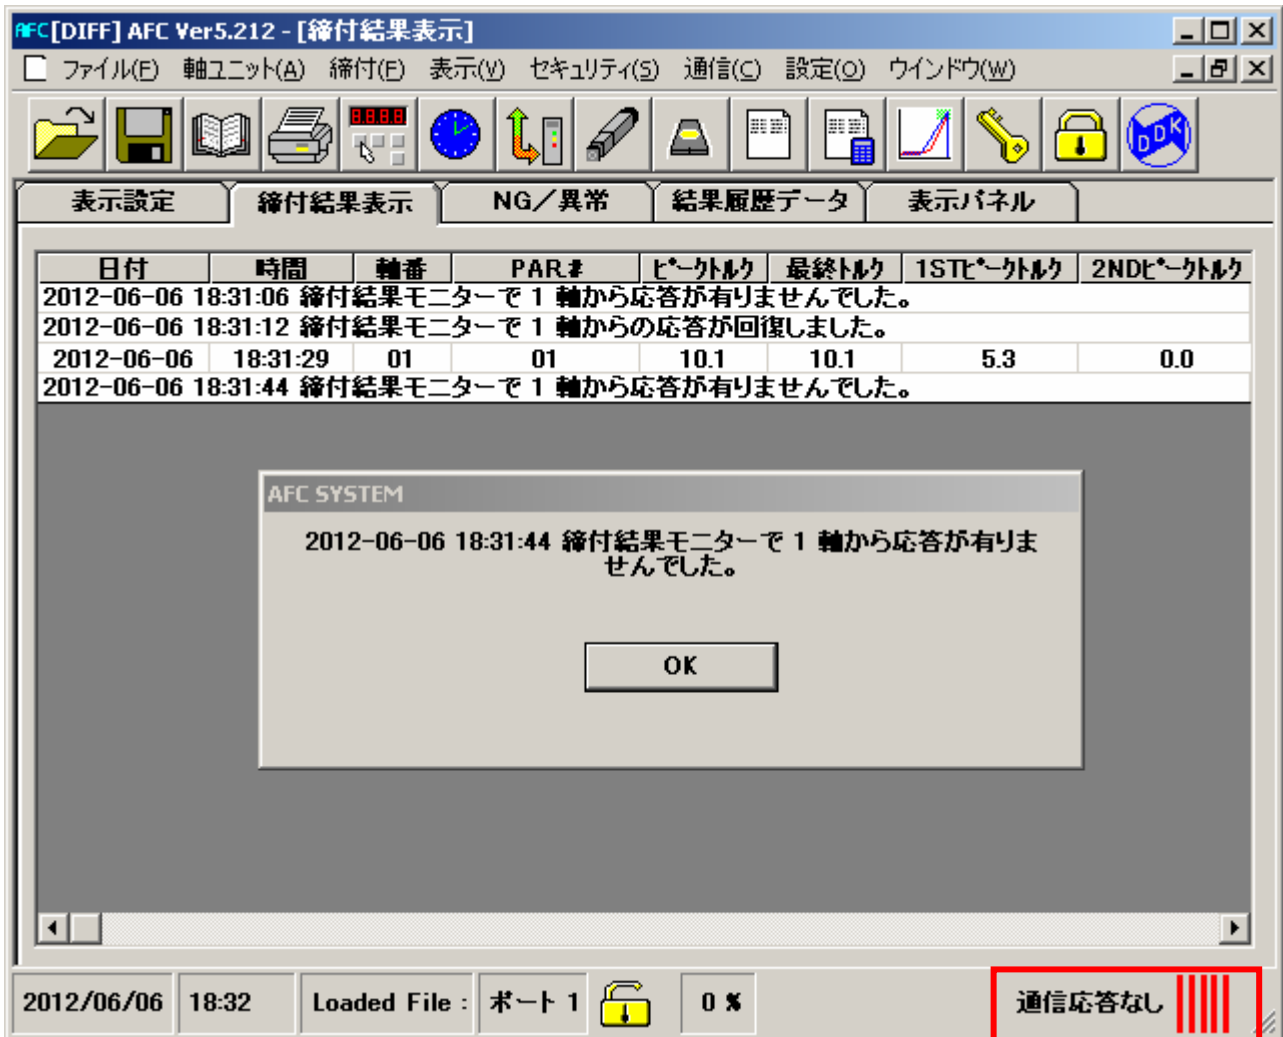 AFC [DIFF] AFC Ver5.212 - [締付結果表示]
ファイル(F) 軸ユニット(A) 締付(F) 表示(V) セキュリティ(S) 通信(C) 設定(O) ウインドウ(W)
8.8.8.8
DDK
表示設定 締付結果表示 NG／異常 結果履歴データ 表示パネル
日付 時間 軸番 PAR.# ﾋﾟｰｸﾄﾙｸ 最終ﾄﾙｸ 1STﾋﾟｰｸﾄﾙｸ 2NDﾋﾟｰｸﾄﾙｸ
2012-06-06 18:31:06 締付結果モニターで 1 軸から応答が有りませんでした。
2012-06-06 18:31:12 締付結果モニターで 1 軸からの応答が回復しました。
2012-06-06 18:31:29 01 01 10.1 10.1 5.3 0.0
2012-06-06 18:31:44 締付結果モニターで 1 軸から応答が有りませんでした。
AFC SYSTEM
2012-06-06 18:31:44 締付結果モニターで 1 軸から応答が有りま
せんでした。
OK
2012/06/06 18:32 Loaded File : ポート 1 0 % 通信応答なし